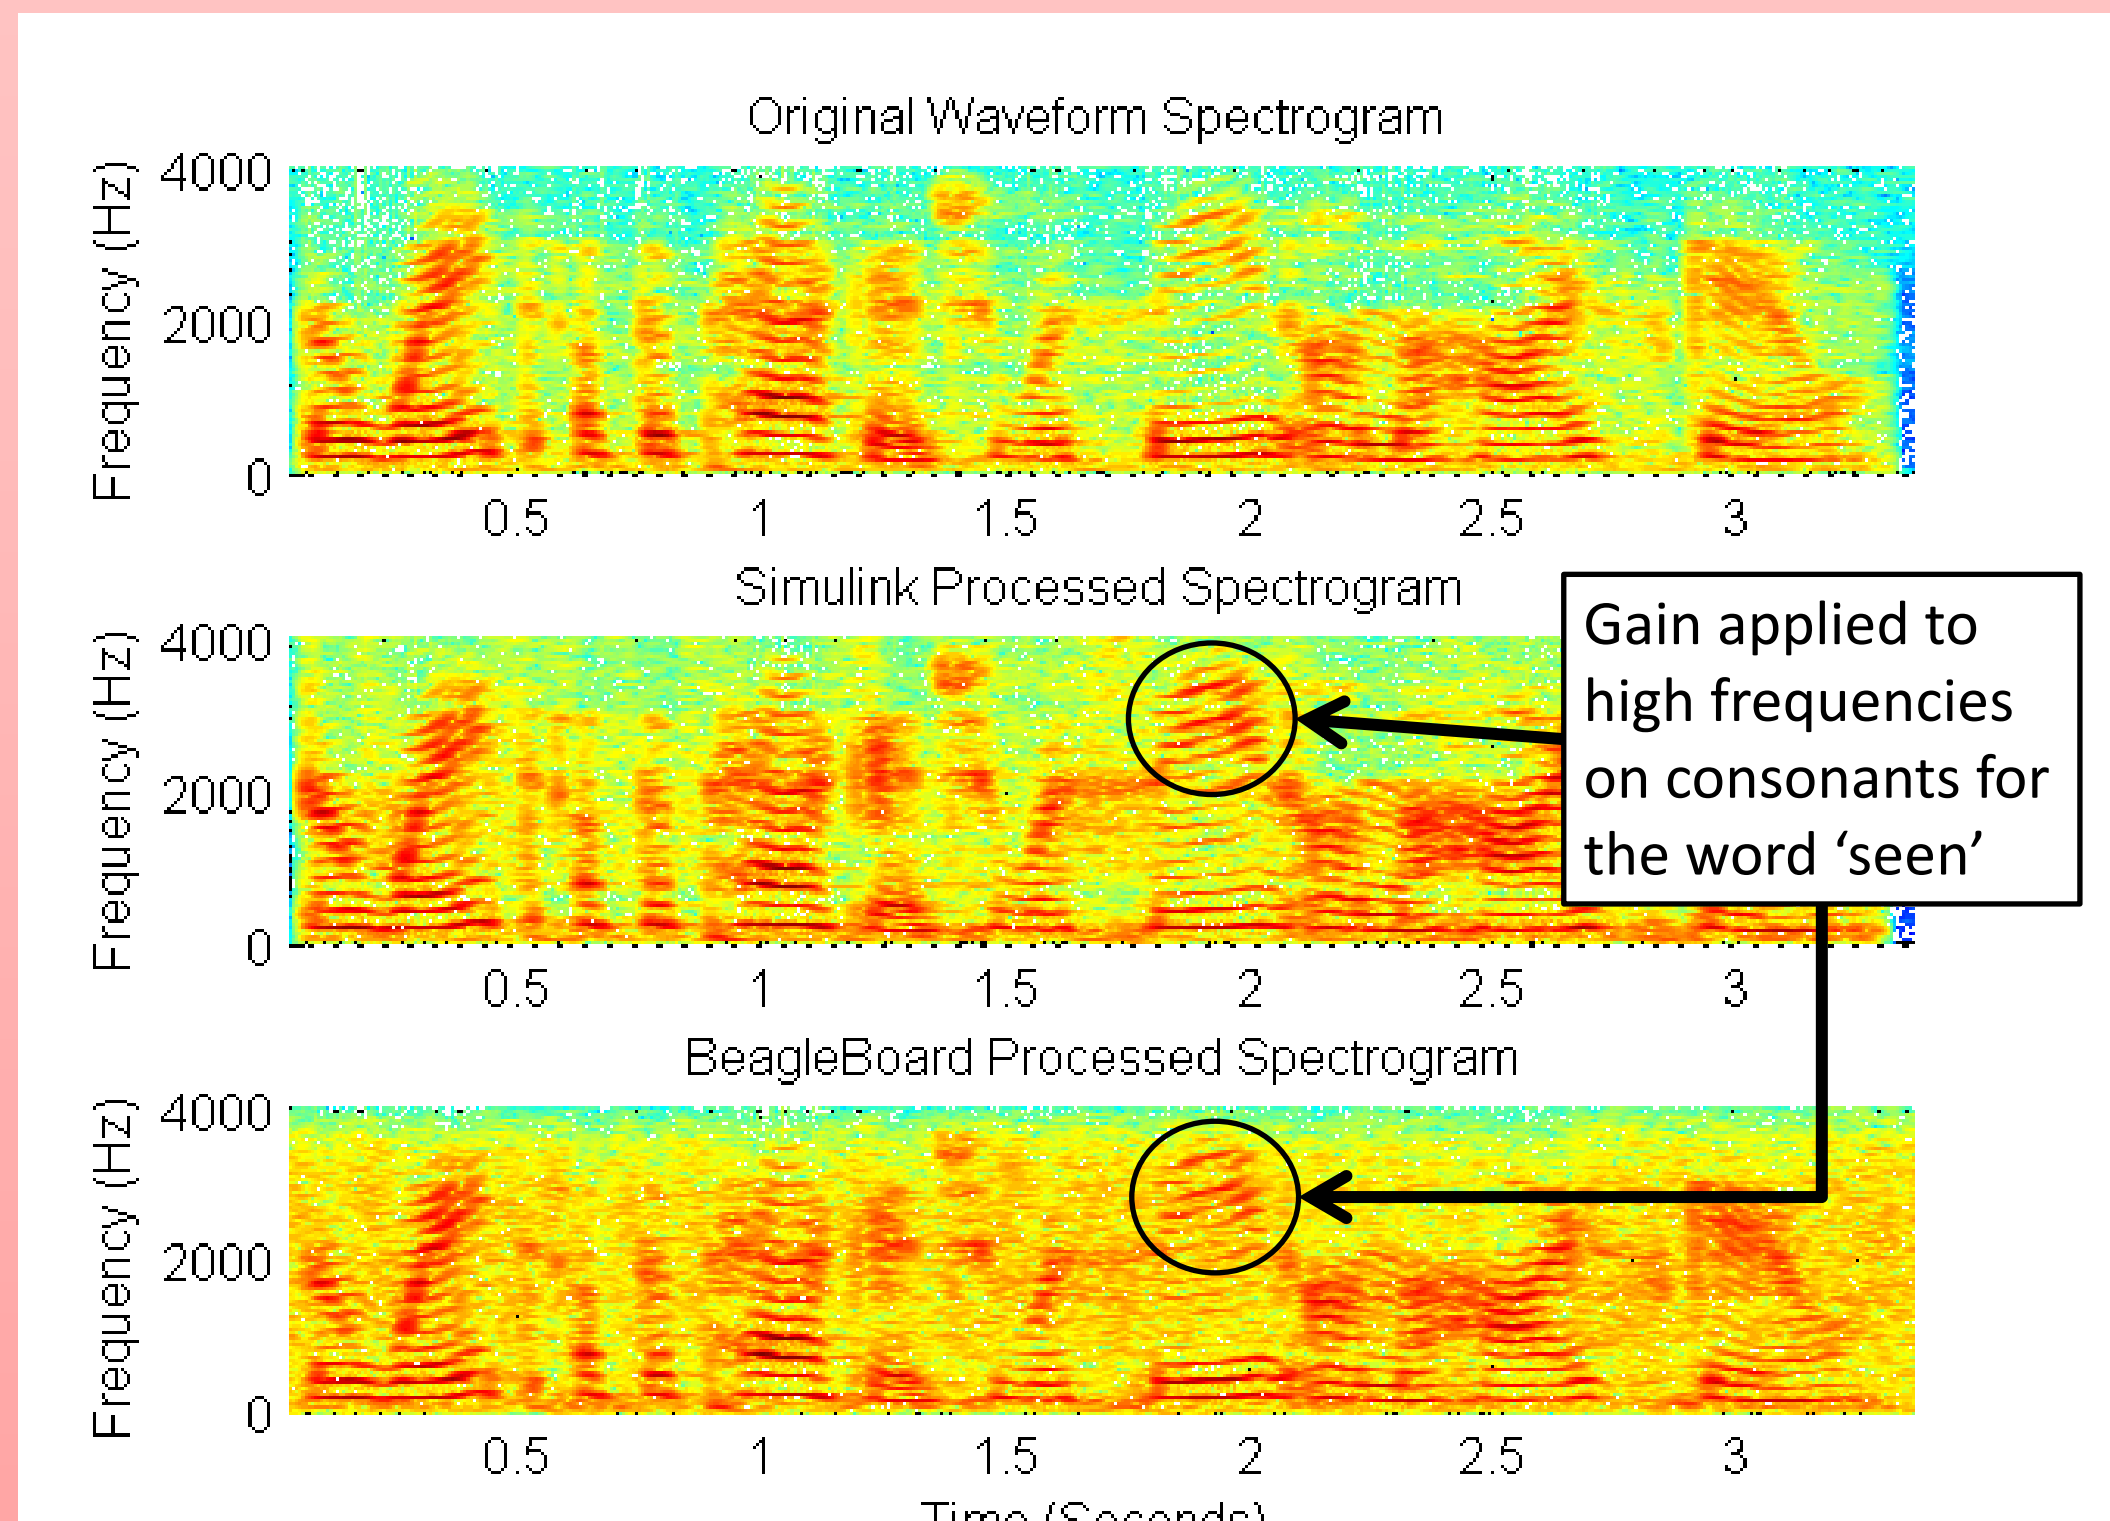 Original Waveform Spectrogram
Frequency (Hz)
4000
2000
0
0.5 1 1.5 2 2.5 3
Simulink Processed Spectrogram
Frequency (Hz)
4000
2000
0
0.5 1 1.5 2 2.5 3
Gain applied to
high frequencies
on consonants for
the word ‘seen’
BeagleBoard Processed Spectrogram
Frequency (Hz)
4000
2000
0
0.5 1 1.5 2 2.5 3
Time (Seconds)